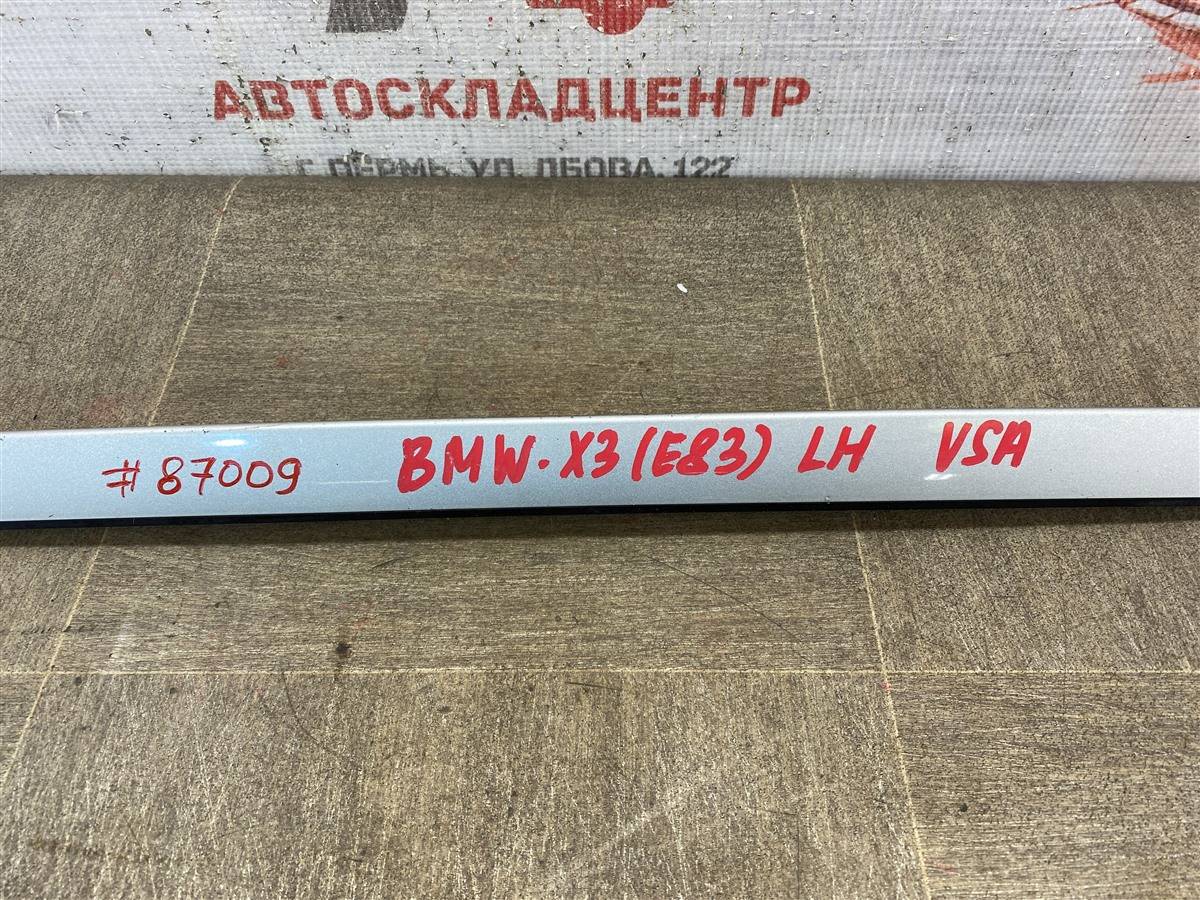 АВТОСКЛАДЦЕНТР
Г. ПЕРМЬ, УЛ. ЛБОВА, 122
#87009 BMW. X3 (E83) LH VSA